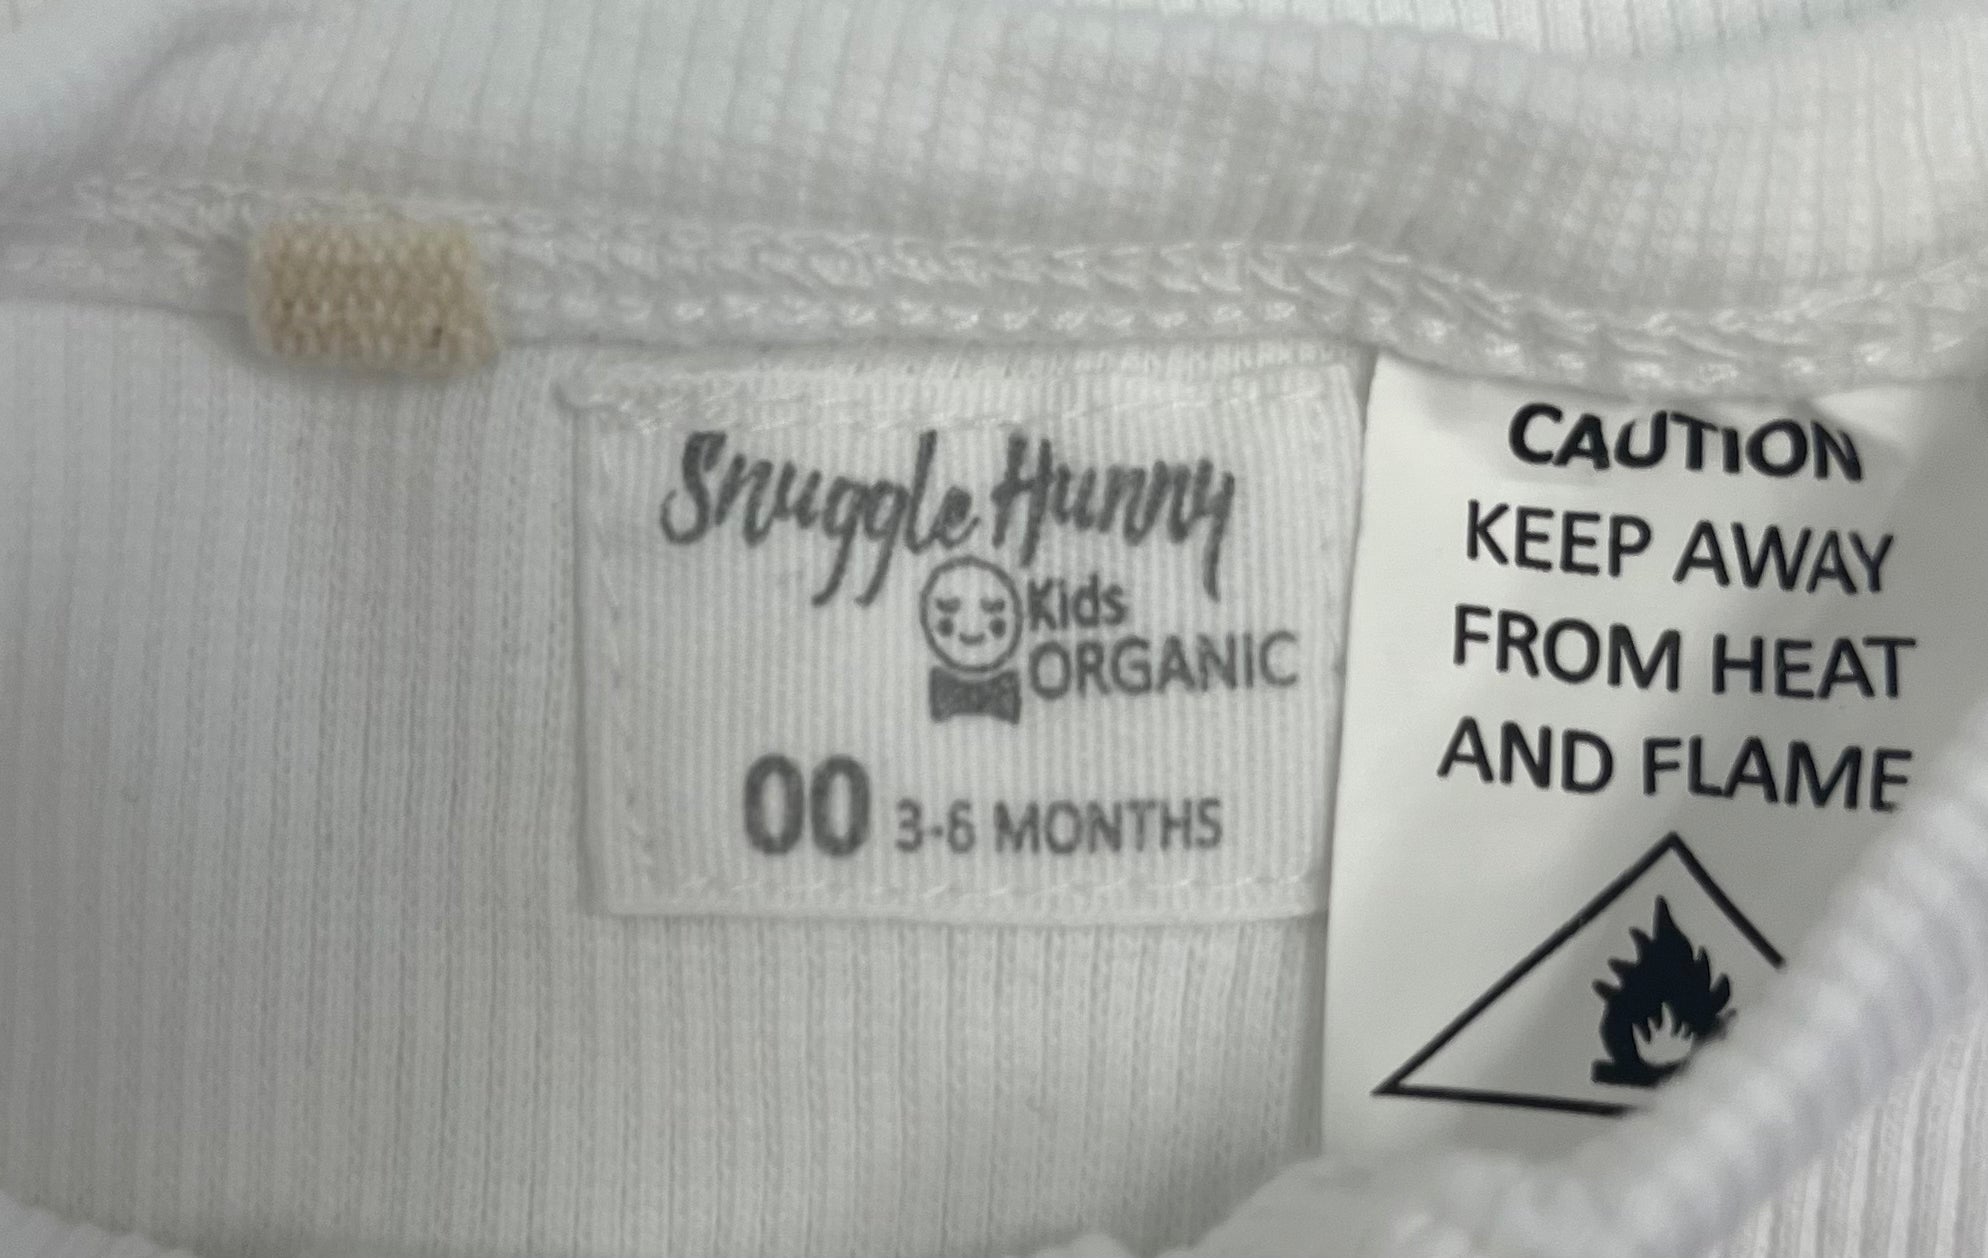 Snuggle Hunny
Kids
ORGANIC
00 3-6 MONTHS
CAUTION
KEEP AWAY
FROM HEAT
AND FLAME